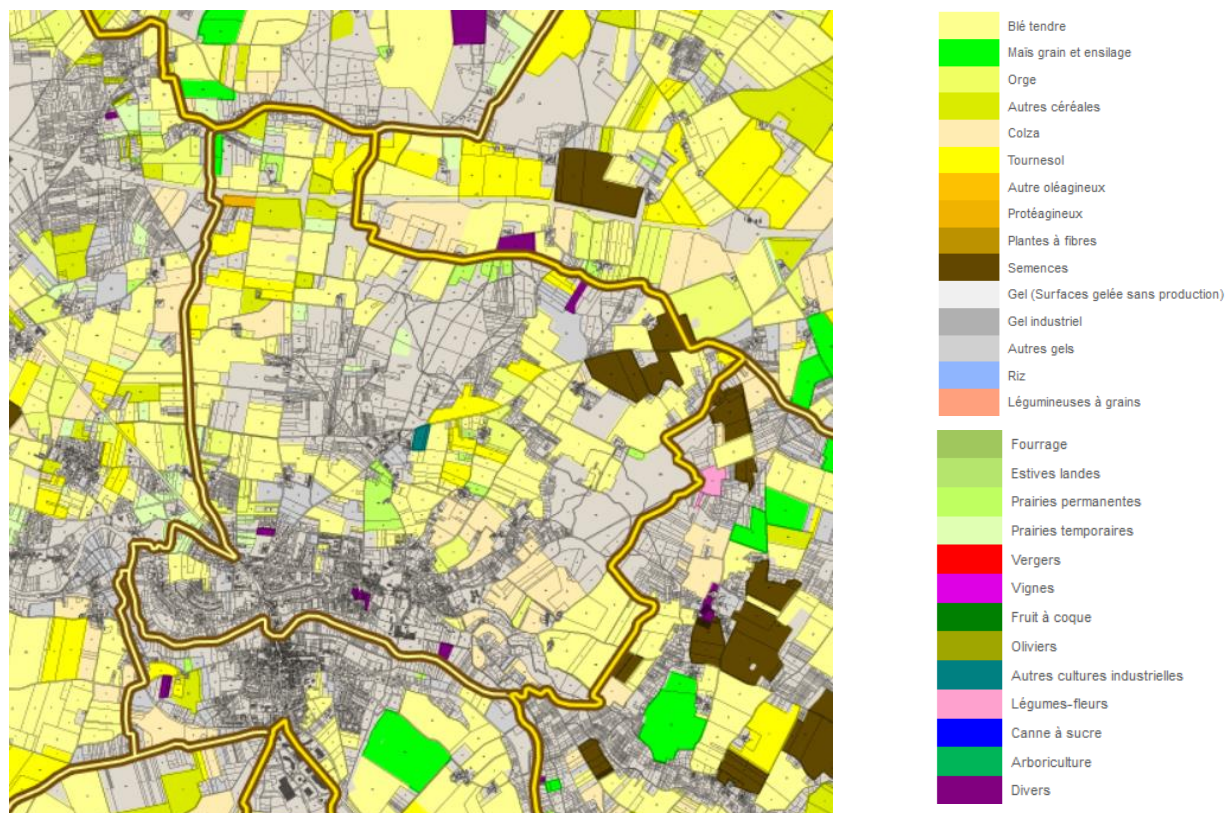 Blé tendre
Maïs grain et ensilage
Orge
Autres céréales
Colza
Tournesol
Autre oléagineux
Protéagineux
Plantes à fibres
Semences
Gel (Surfaces gelée sans production)
Gel industriel
Autres gels
Riz
Légumineuses à grains
Fourrage
Estives landes
Prairies permanentes
Prairies temporaires
Vergers
Vignes
Fruit à coque
Oliviers
Autres cultures industrielles
Légumes-fleurs
Canne à sucre
Arboriculture
Divers